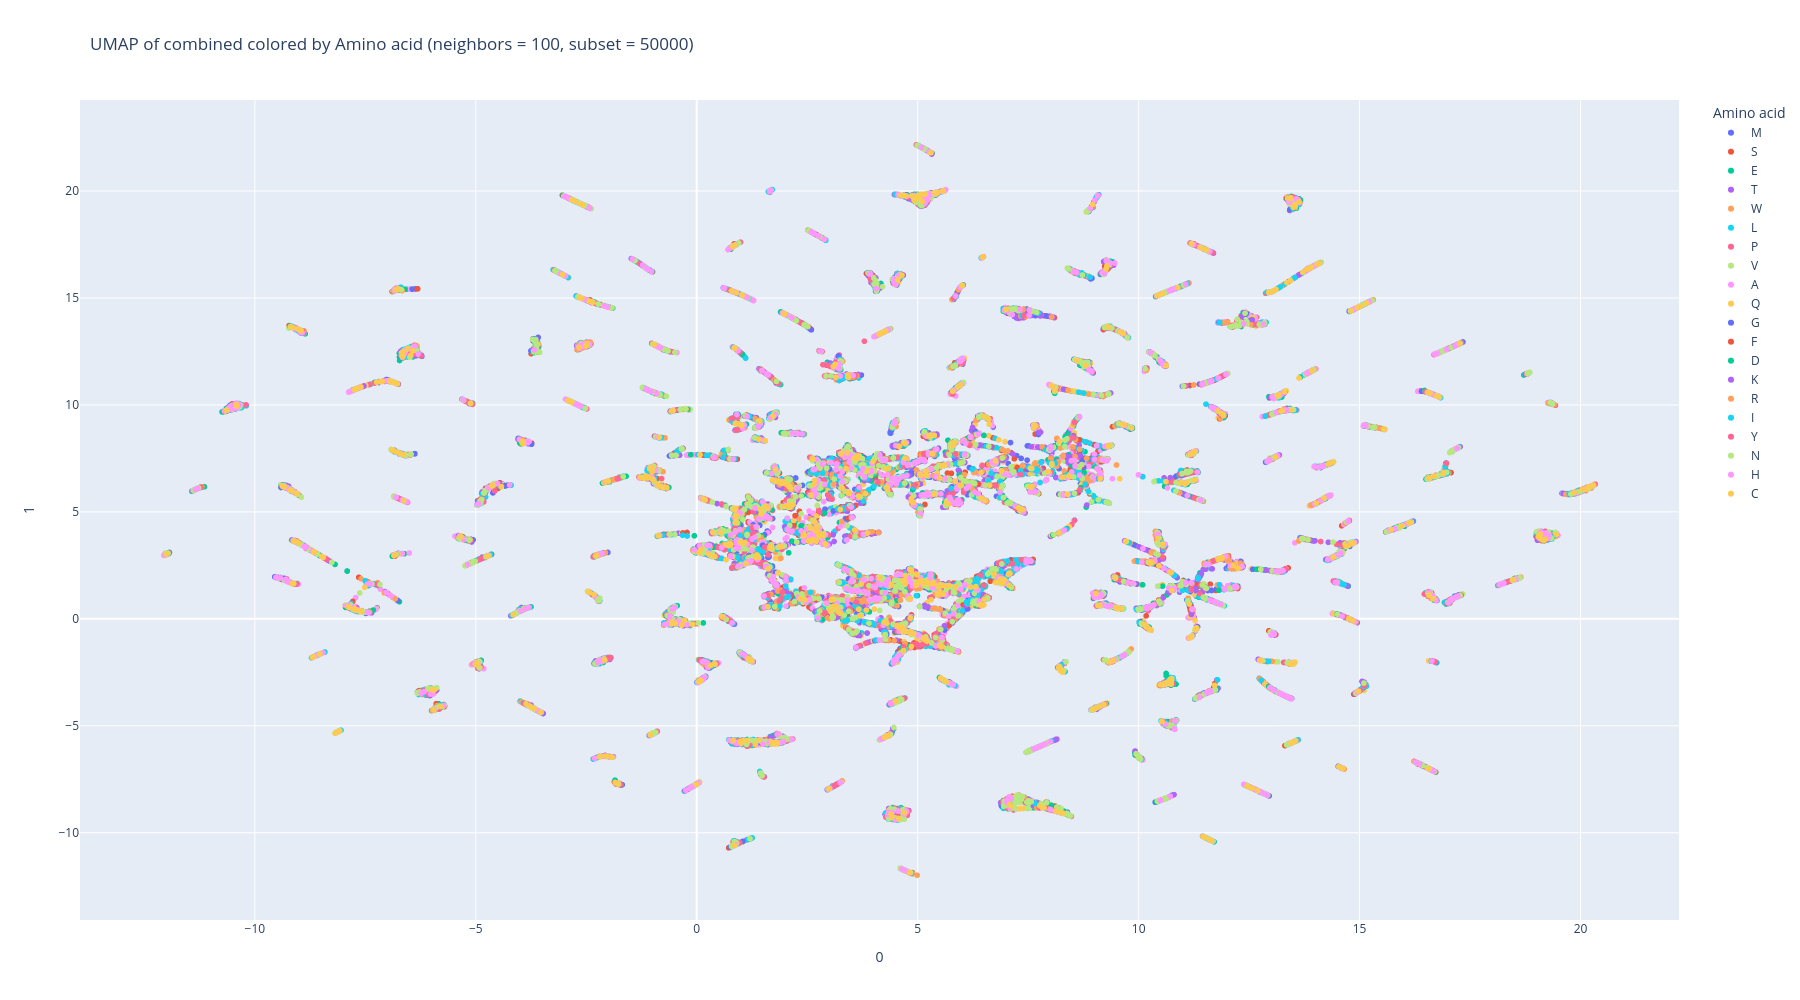 UMAP of combined colored by Amino acid (neighbors = 100, subset = 50000)
Amino acid
M
S
E
T
W
L
P
V
A
Q
G
F
D
K
R
I
Y
N
H
C
20
15
10
5
0
−5
−10
1
−10
−5
0
5
10
15
20
0